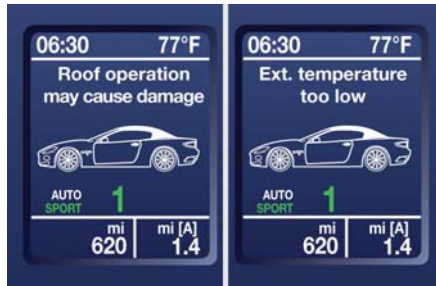 06:30 77°F
Roof operation
may cause damage
AUTO
SPORT 1
mi mi [A]
620 1.4
06:30 77°F
Ext. temperature
too low
AUTO
SPORT 1
mi mi [A]
620 1.4